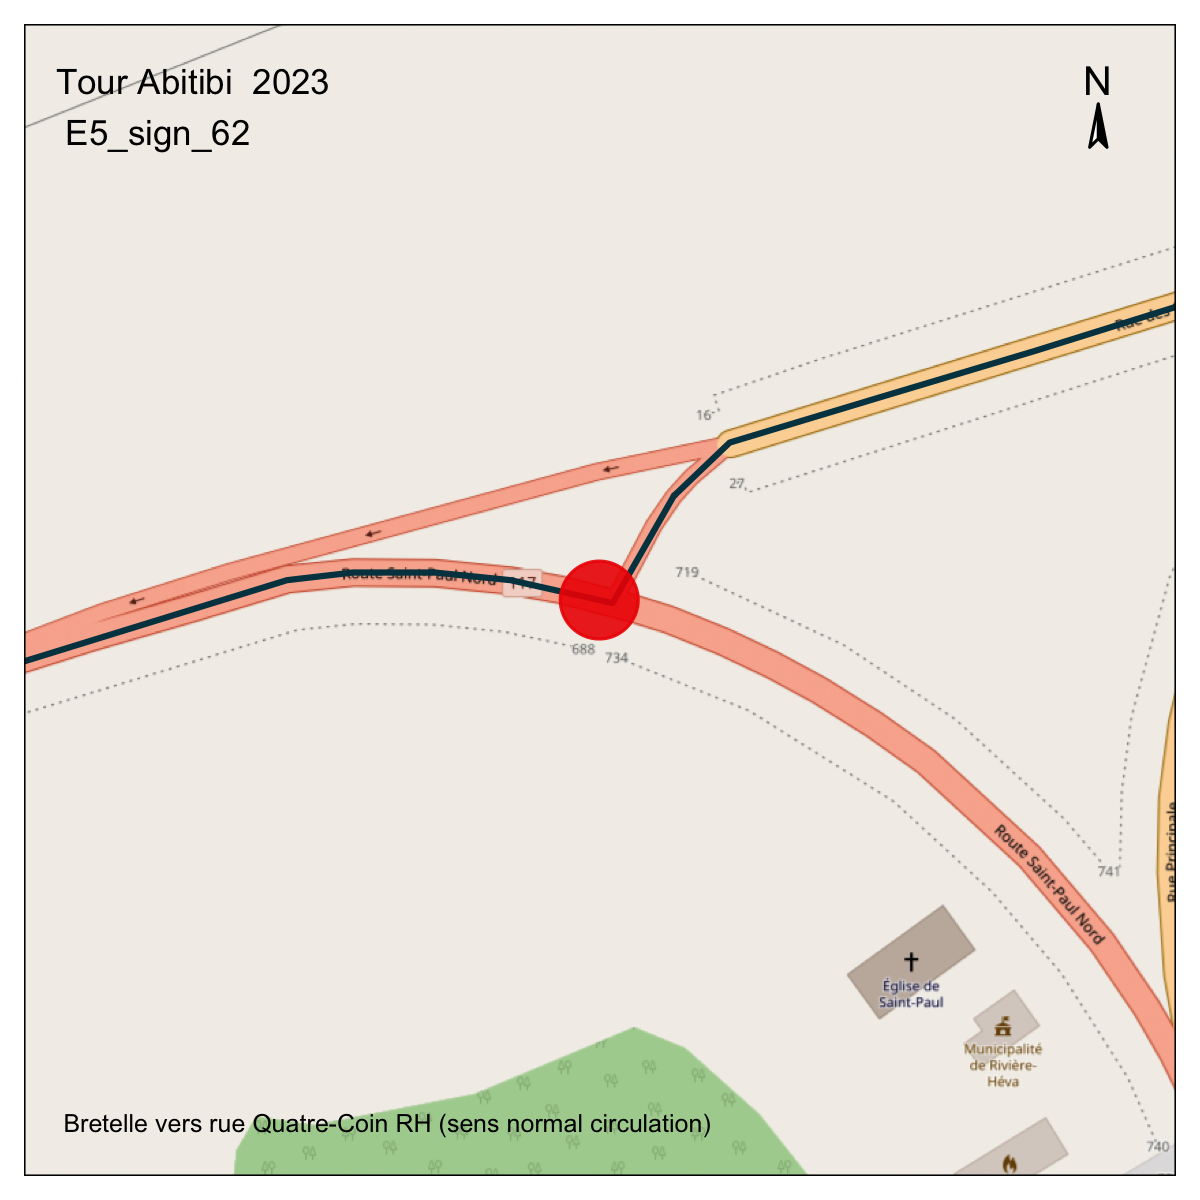 Tour Abitibi 2023
E5_sign_62
N
Rue des
16
27
719
Route Saint-Paul Nord
117
688
734
Route Saint-Paul Nord
741
Rue Principale
Église de
Saint-Paul
Municipalité
de Rivière-
Héva
Bretelle vers rue Quatre-Coin RH (sens normal circulation)
740